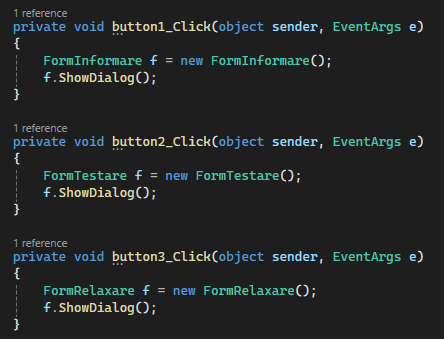 1 reference
private void button1_Click(object sender, EventArgs e)
{
FormInformare f = new FormInformare();
f.ShowDialog();
}
1 reference
private void button2_Click(object sender, EventArgs e)
{
FormTestare f = new FormTestare();
f.ShowDialog();
}
1 reference
private void button3_Click(object sender, EventArgs e)
{
FormRelaxare f = new FormRelaxare();
f.ShowDialog();
}